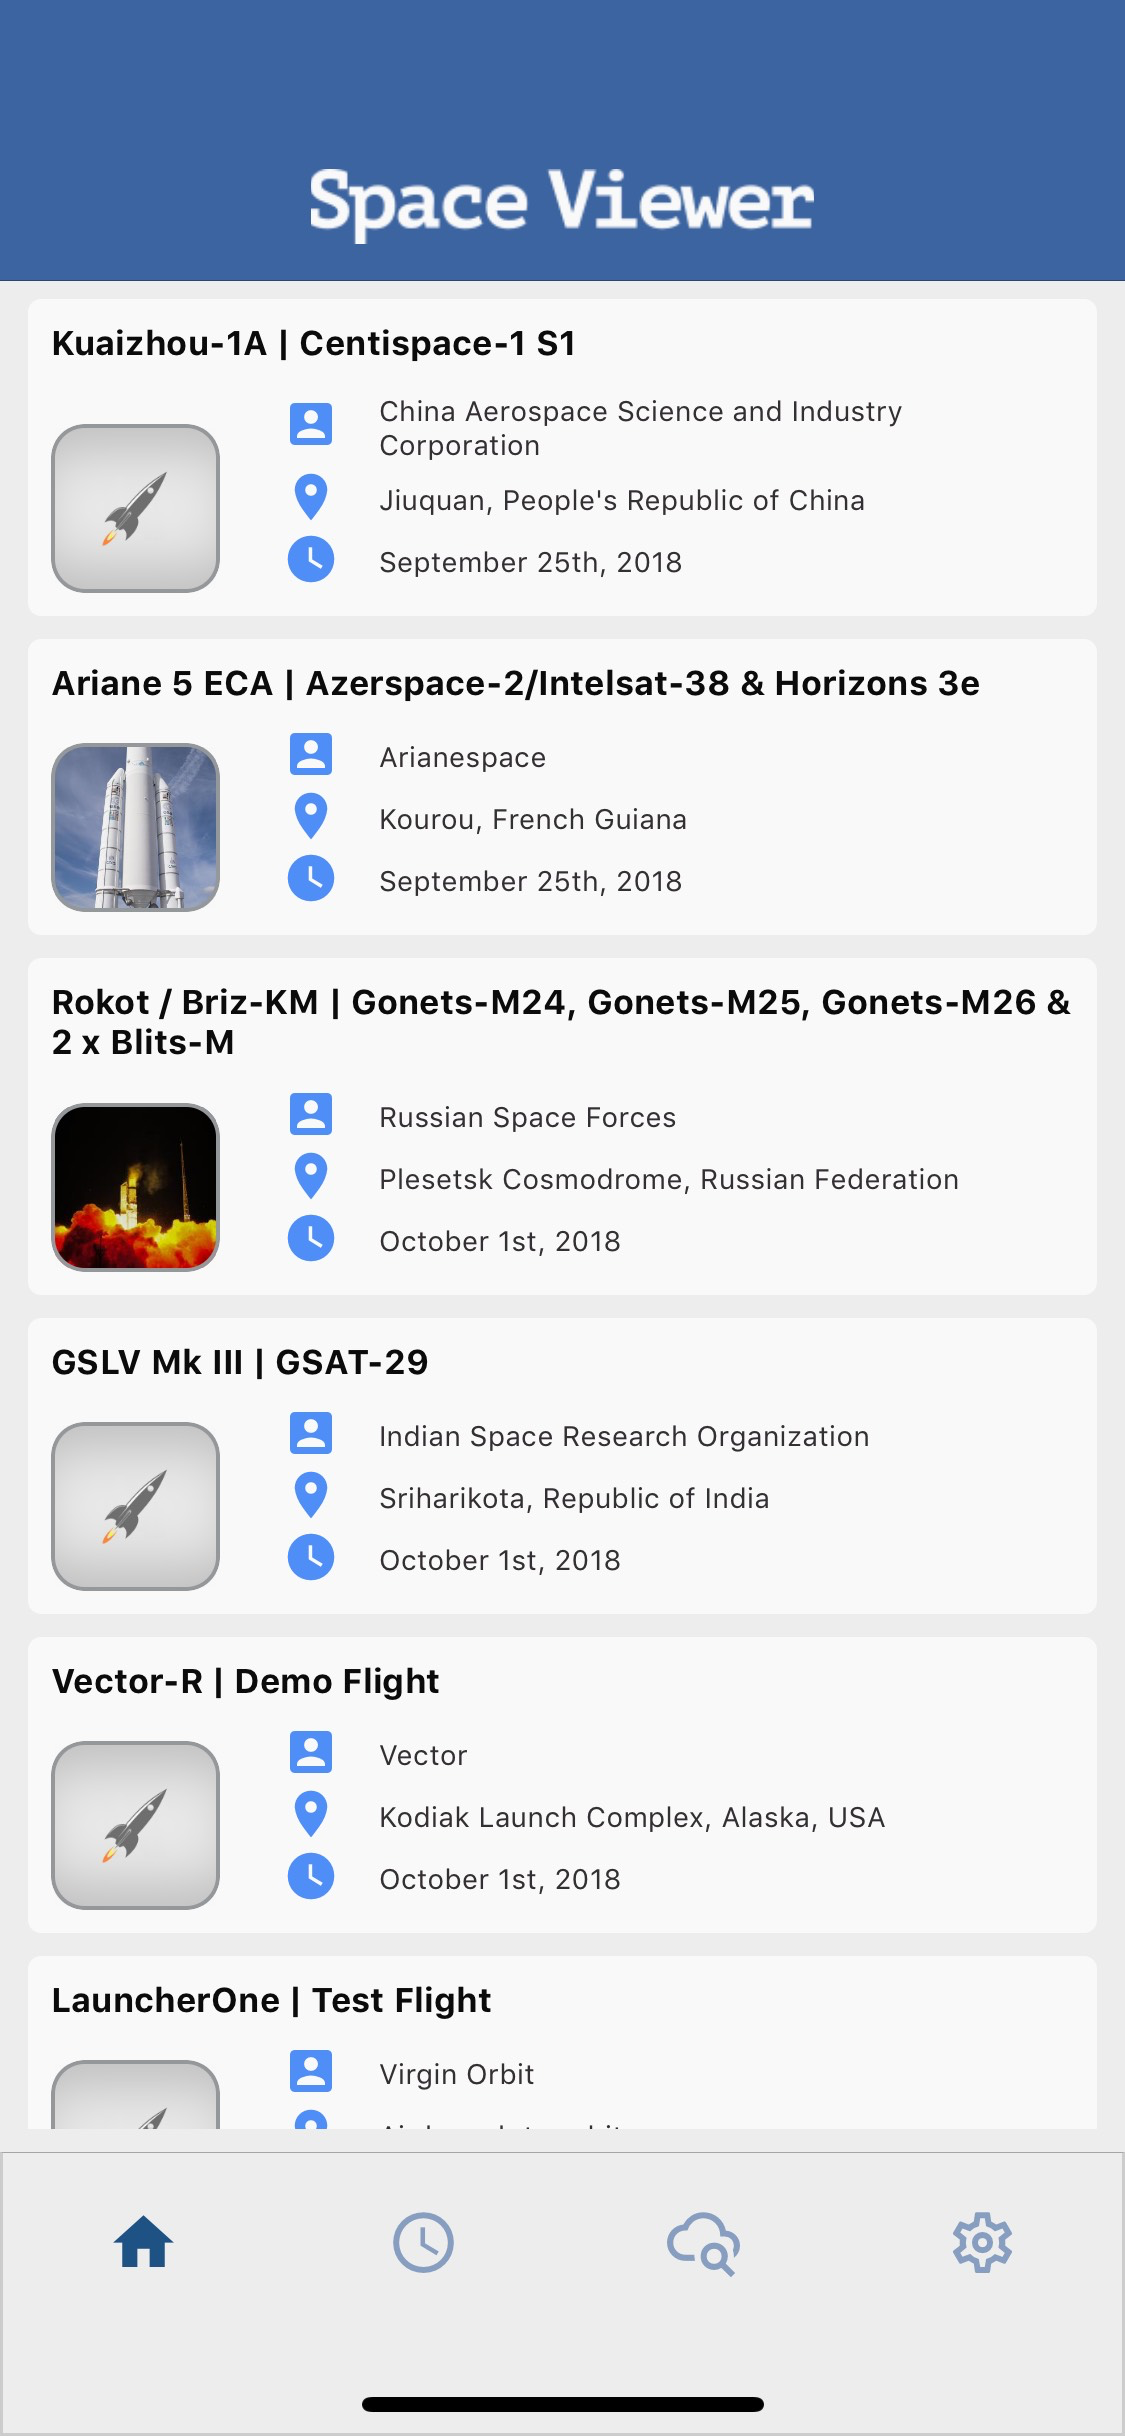 Space Viewer
Kuaizhou-1A | Centispace-1 S1
China Aerospace Science and Industry
Corporation
Jiuquan, People's Republic of China
September 25th, 2018
Ariane 5 ECA | Azerspace-2/Intelsat-38 & Horizons 3e
Arianespace
Kourou, French Guiana
September 25th, 2018
Rokot / Briz-KM | Gonets-M24, Gonets-M25, Gonets-M26 &
2 x Blits-M
Russian Space Forces
Plesetsk Cosmodrome, Russian Federation
October 1st, 2018
GSLV Mk III | GSAT-29
Indian Space Research Organization
Sriharikota, Republic of India
October 1st, 2018
Vector-R | Demo Flight
Vector
Kodiak Launch Complex, Alaska, USA
October 1st, 2018
LauncherOne | Test Flight
Virgin Orbit